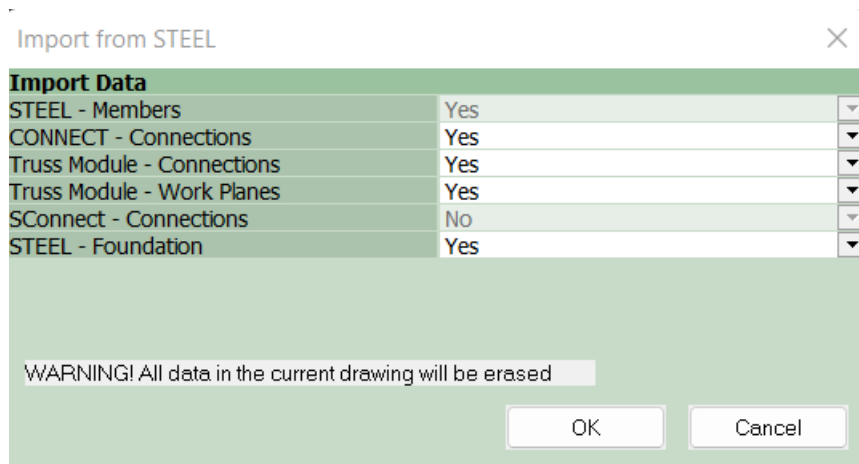 Import from STEEL
Import Data
STEEL - Members Yes
CONNECT - Connections Yes
Truss Module - Connections Yes
Truss Module - Work Planes Yes
SConnect - Connections No
STEEL - Foundation Yes
WARNING! All data in the current drawing will be erased
OK Cancel